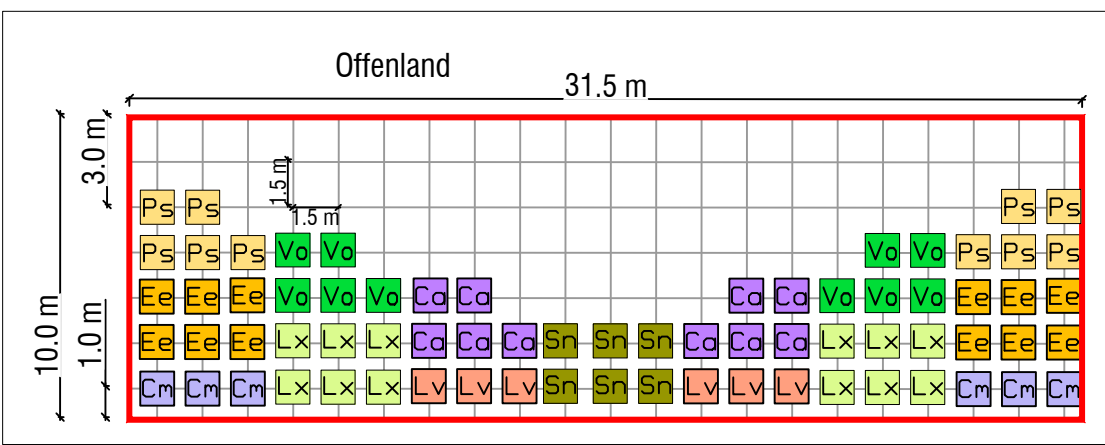 Offenland
31.5 m
3.0 m
10.0 m
1.0 m
1.5 m
1.5 m
Ps Ps Ps Ps
Ps Ps Ps Vo Vo Vo Vo Ps Ps Ps
Ee Ee Ee Vo Vo Vo Ca Ca Ca Ca Vo Vo Vo Ee Ee Ee
Ee Ee Ee Lx Lx Lx Ca Ca Ca Sn Sn Sn Ca Ca Ca Lx Lx Lx Ee Ee Ee
Cm Cm Cm Lx Lx Lx Lv Lv Lv Sn Sn Sn Lv Lv Lv Lx Lx Lx Cm Cm Cm